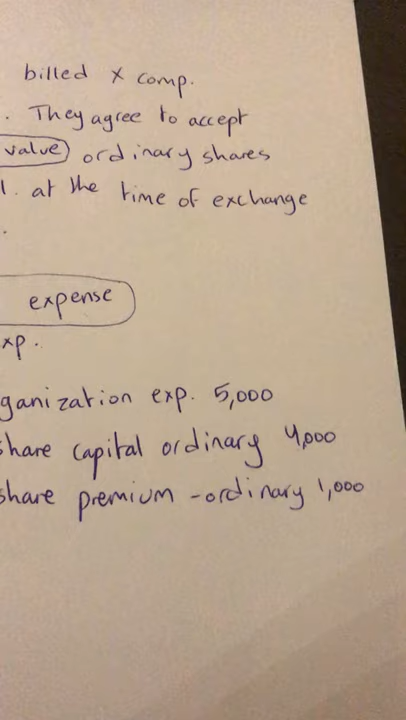 billed X comp.
. They agree to accept
value) ordinary shares
1. at the time of exchange
.
expense
xp.
ganization exp. 5,000
share capital ordinary 4,000
share premium - ordinary 1,000